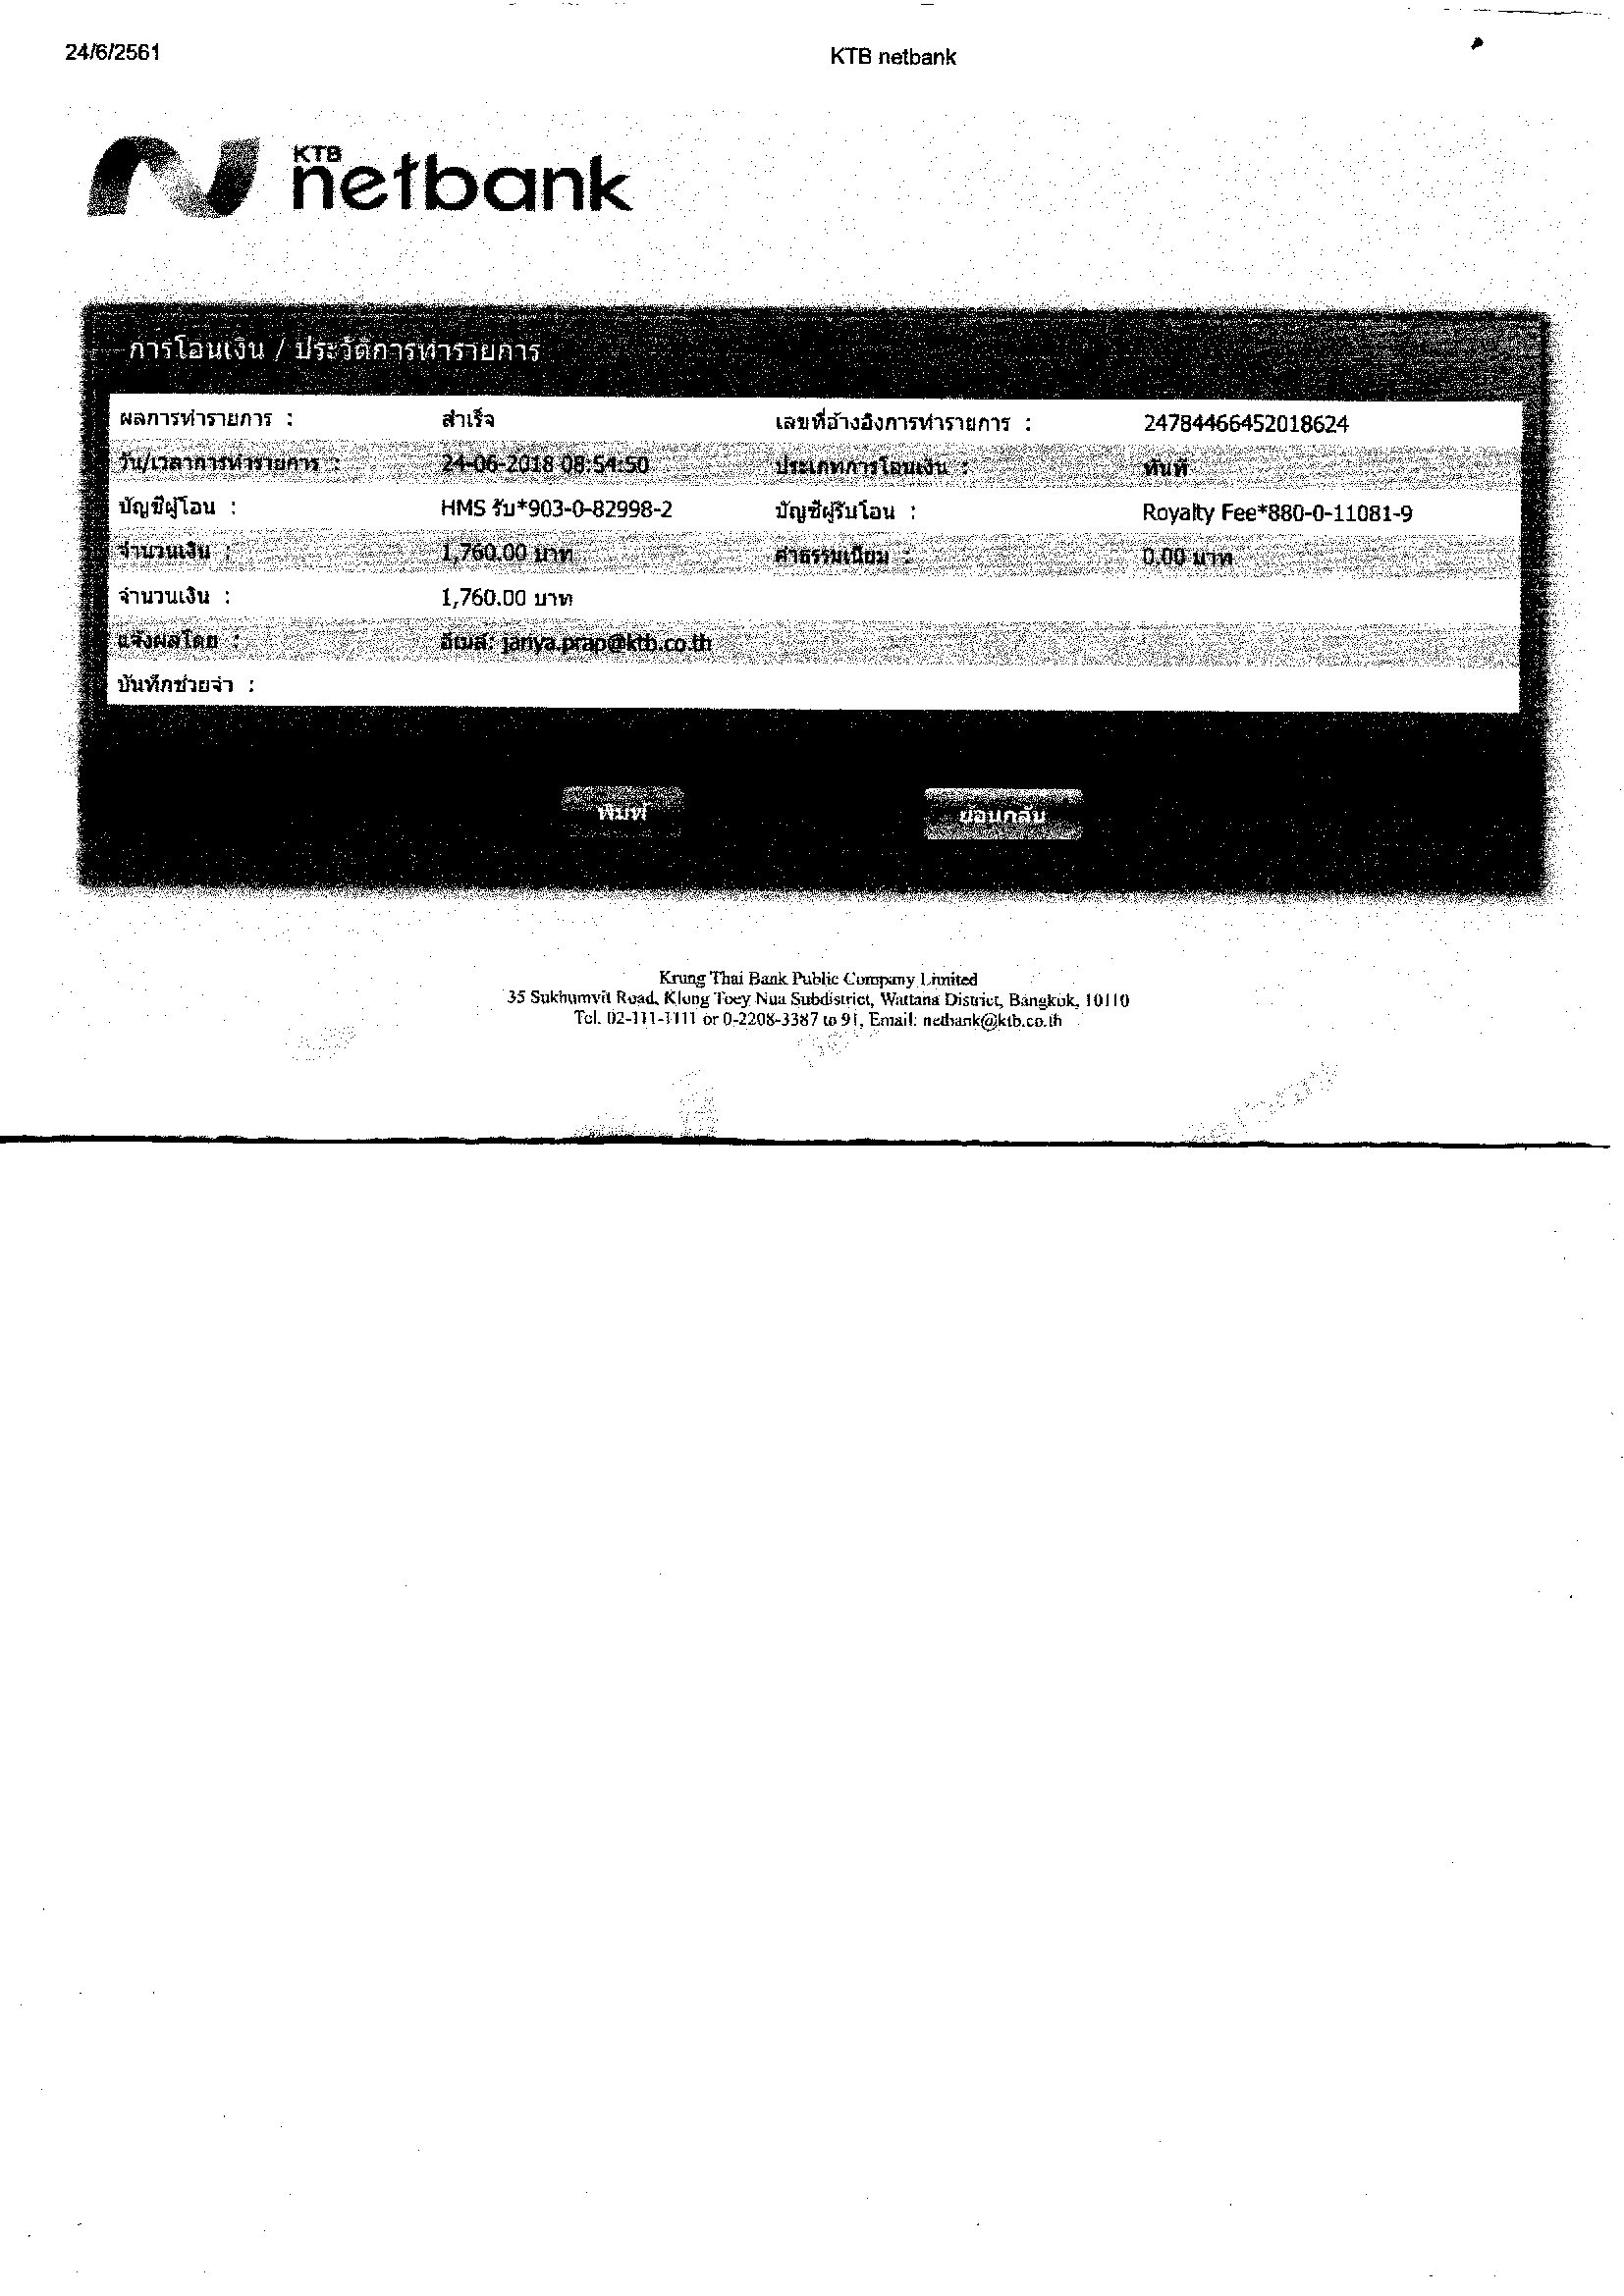 24/6/2561 KTB netbank
KTB
netbank
การโอนเงิน / ประวัติการทำรายการ
ผลการทำรายการ : สำเร็จ เลขที่อ้างอิงการทำรายการ : 24784466452018624
วัน/เวลาการทำรายการ : 24-06-2018 08:54:50 ประเภทการโอนเงิน : ทันที
บัญชีผู้โอน : HMS รับ*903-0-82998-2 บัญชีผู้รับโอน : Royalty Fee*880-0-11081-9
จำนวนเงิน : 1,760.00 บาท ค่าธรรมเนียม : 0.00 บาท
จำนวนเงิน : 1,760.00 บาท
แจ้งผลโดย : อีเมล์: jariya.prap@ktb.co.th
บันทึกช่วยจำ :
พิมพ์ ย้อนกลับ
Krung Thai Bank Public Company Limited
35 Sukhumvit Road, Klong Toey Nua Subdistrict, Wattana District, Bangkok, 10110
Tel. 02-111-1111 or 0-2208-3387 to 91, Email: netbank@ktb.co.th